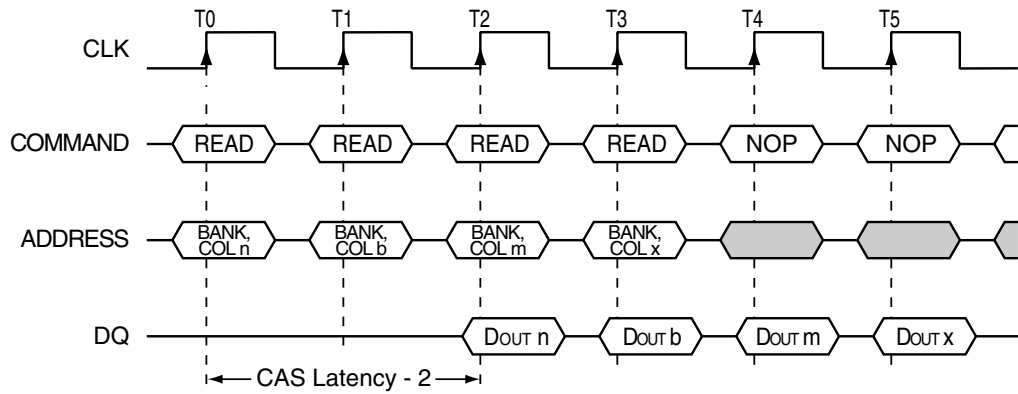 T0 T1 T2 T3 T4 T5
CLK
COMMAND READ READ READ READ NOP NOP
ADDRESS BANK, COL n BANK, COL b BANK, COL m BANK, COL x
DQ DOUT n DOUT b DOUT m DOUT x
CAS Latency - 2